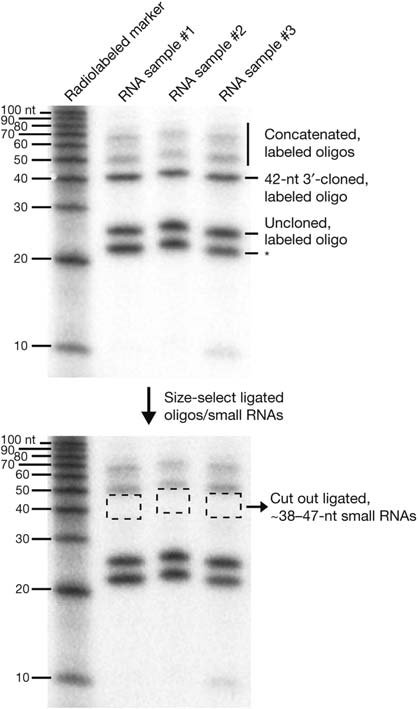 Radiolabeled marker
RNA sample #1
RNA sample #2
RNA sample #3
100 nt
90
80
70
60
50
40
30
20
10
Concatenated,
labeled oligos
42-nt 3′-cloned,
labeled oligo
Uncloned,
labeled oligo
*
Size-select ligated
oligos/small RNAs
100 nt
90
80
70
60
50
40
30
20
10
Cut out ligated,
~38–47-nt small RNAs